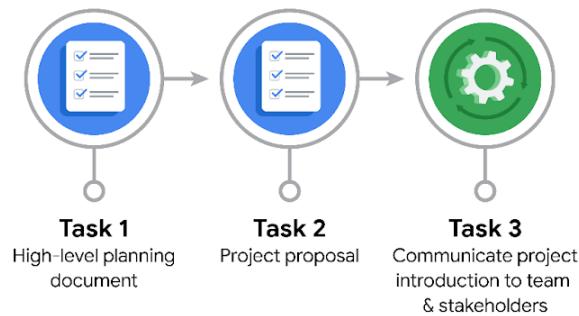 Task 1
High-level planning
document
Task 2
Project proposal
Task 3
Communicate project
introduction to team
& stakeholders